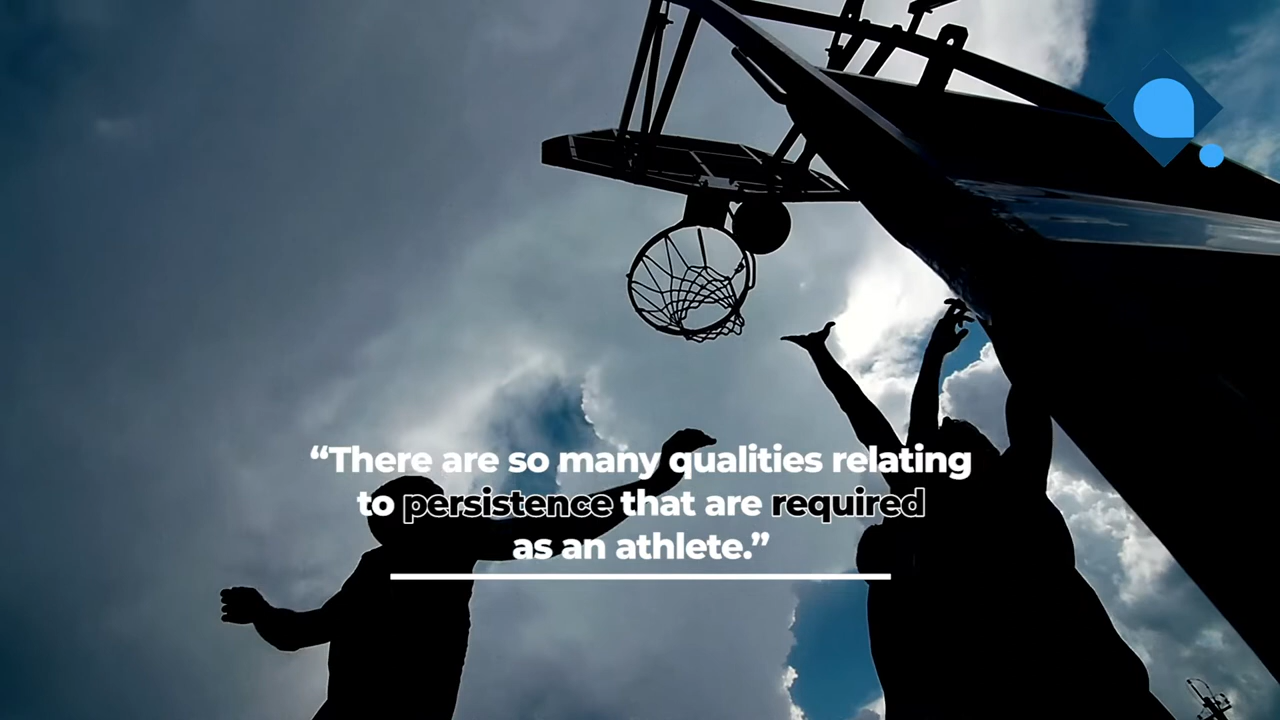 “There are so many qualities relating
to persistence that are required
as an athlete.”